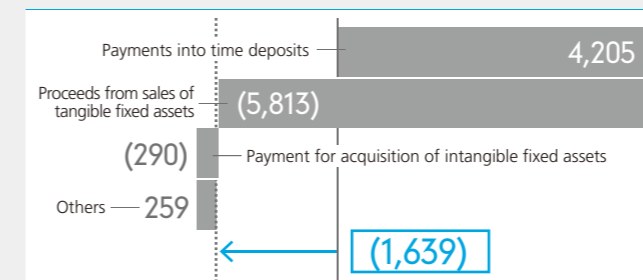 Payments into time deposits
4,205
Proceeds from sales of
tangible fixed assets
(5,813)
(290)
Payment for acquisition of intangible fixed assets
Others
259
(1,639)